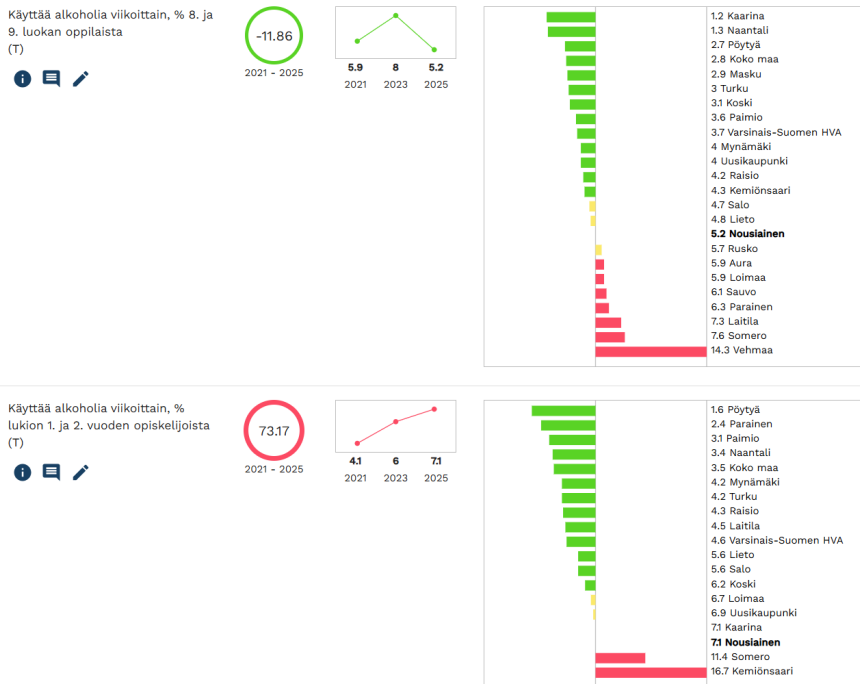 Käyttää alkoholia viikoittain, % 8. ja
9. luokan oppilaista
(T)
-11.86
2021 - 2025
5.9 8 5.2
2021 2023 2025
1.2 Kaarina
1.3 Naantali
2.7 Pöytyä
2.8 Koko maa
2.9 Masku
3 Turku
3.1 Koski
3.6 Paimio
3.7 Varsinais-Suomen HVA
4 Mynämäki
4 Uusikaupunki
4.2 Raisio
4.3 Kemiönsaari
4.7 Salo
4.8 Lieto
5.2 Nousiainen
5.7 Rusko
5.9 Aura
5.9 Loimaa
6.1 Sauvo
6.3 Parainen
7.3 Laitila
7.6 Somero
14.3 Vehmaa
Käyttää alkoholia viikoittain, %
lukion 1. ja 2. vuoden opiskelijoista
(T)
73.17
2021 - 2025
4.1 6 7.1
2021 2023 2025
1.6 Pöytyä
2.4 Parainen
3.1 Paimio
3.4 Naantali
3.5 Koko maa
4.2 Mynämäki
4.2 Turku
4.3 Raisio
4.5 Laitila
4.6 Varsinais-Suomen HVA
5.6 Lieto
5.6 Salo
6.2 Koski
6.7 Loimaa
6.9 Uusikaupunki
7.1 Kaarina
7.1 Nousiainen
11.4 Somero
16.7 Kemiönsaari